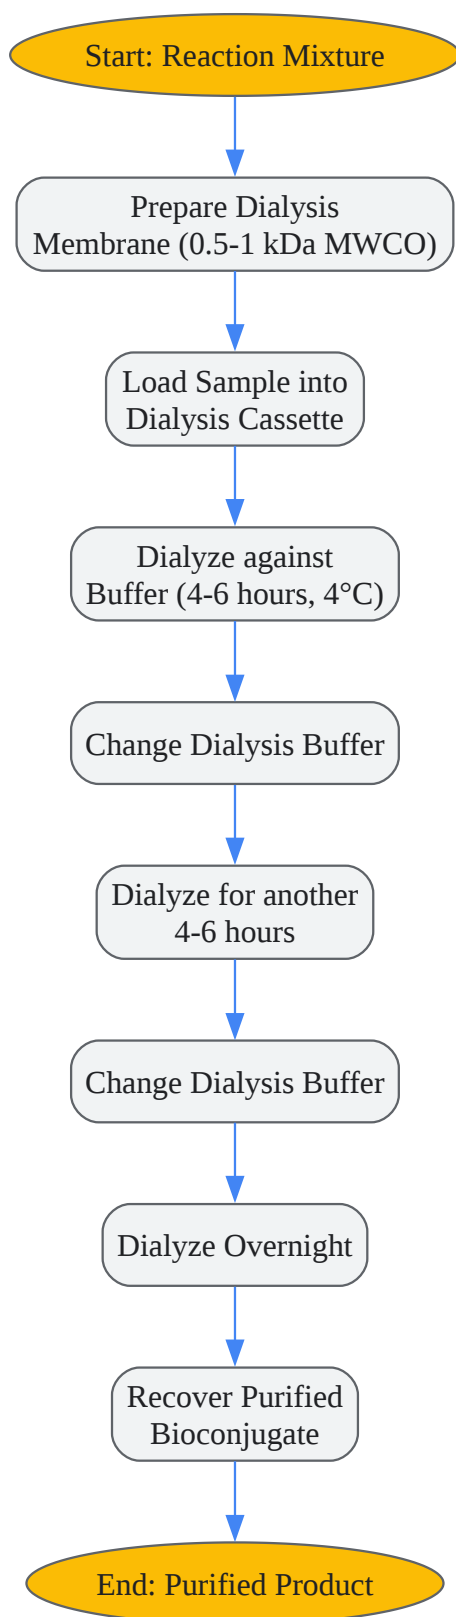 Start: Reaction Mixture
Prepare Dialysis
Membrane (0.5-1 kDa MWCO)
Load Sample into
Dialysis Cassette
Dialyze against
Buffer (4-6 hours, 4°C)
Change Dialysis Buffer
Dialyze for another
4-6 hours
Change Dialysis Buffer
Dialyze Overnight
Recover Purified
Bioconjugate
End: Purified Product